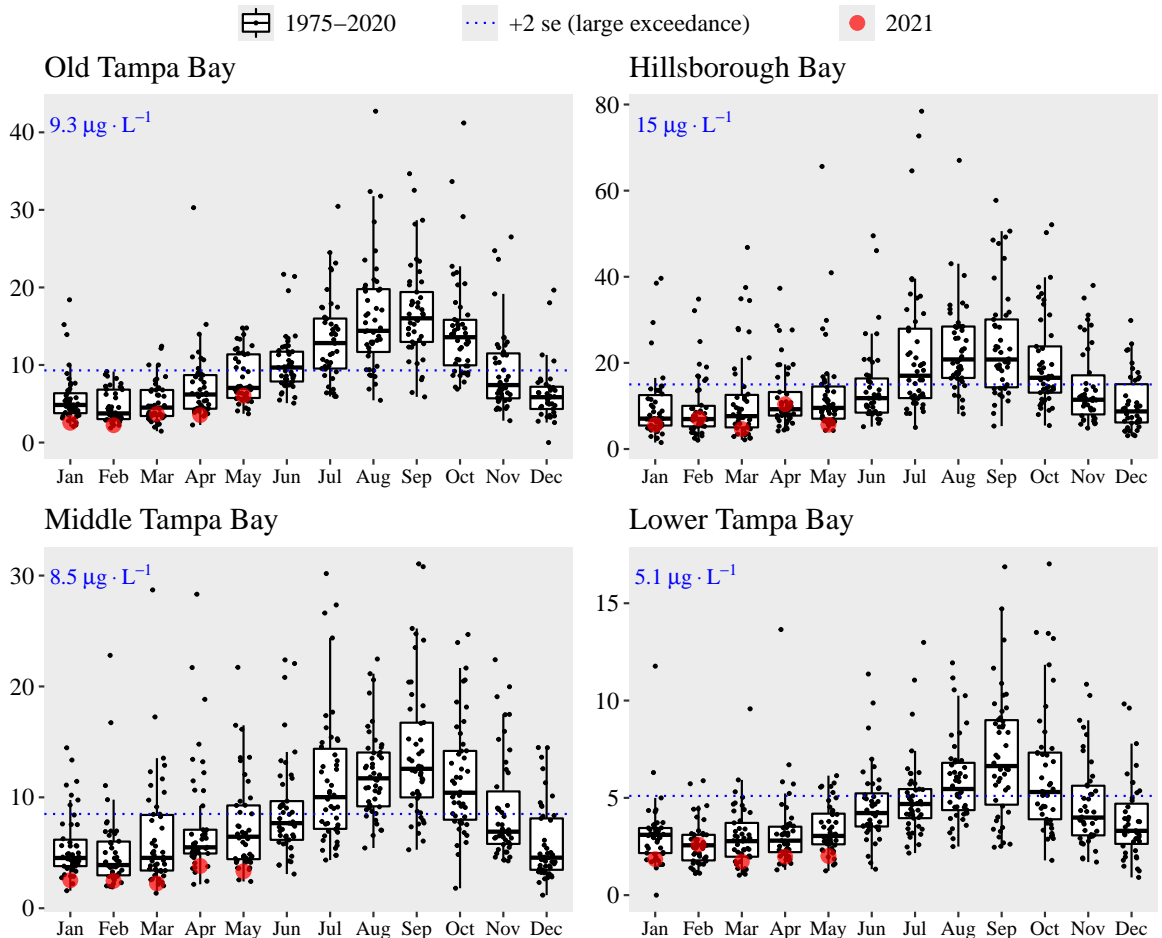 1975–2020 +2 se (large exceedance) 2021
Old Tampa Bay
9.3 μg · L⁻¹
40
30
20
10
0
Jan Feb Mar Apr May Jun Jul Aug Sep Oct Nov Dec
Hillsborough Bay
15 μg · L⁻¹
80
60
40
20
0
Jan Feb Mar Apr May Jun Jul Aug Sep Oct Nov Dec
Middle Tampa Bay
8.5 μg · L⁻¹
30
20
10
0
Jan Feb Mar Apr May Jun Jul Aug Sep Oct Nov Dec
Lower Tampa Bay
5.1 μg · L⁻¹
15
10
5
0
Jan Feb Mar Apr May Jun Jul Aug Sep Oct Nov Dec